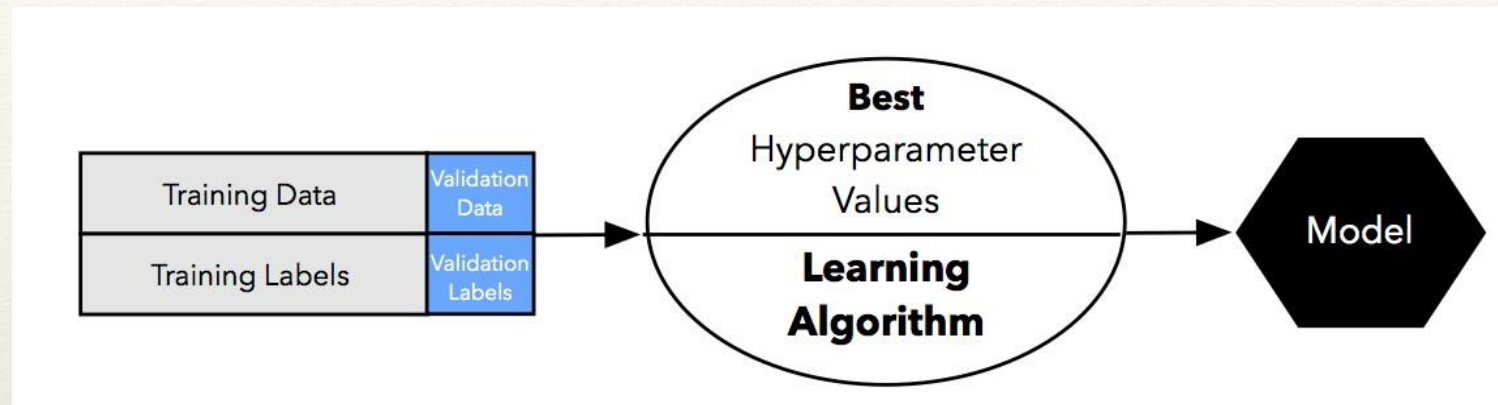 Training Data
Validation
Data
Training Labels
Validation
Labels
Best
Hyperparameter
Values
Learning
Algorithm
Model